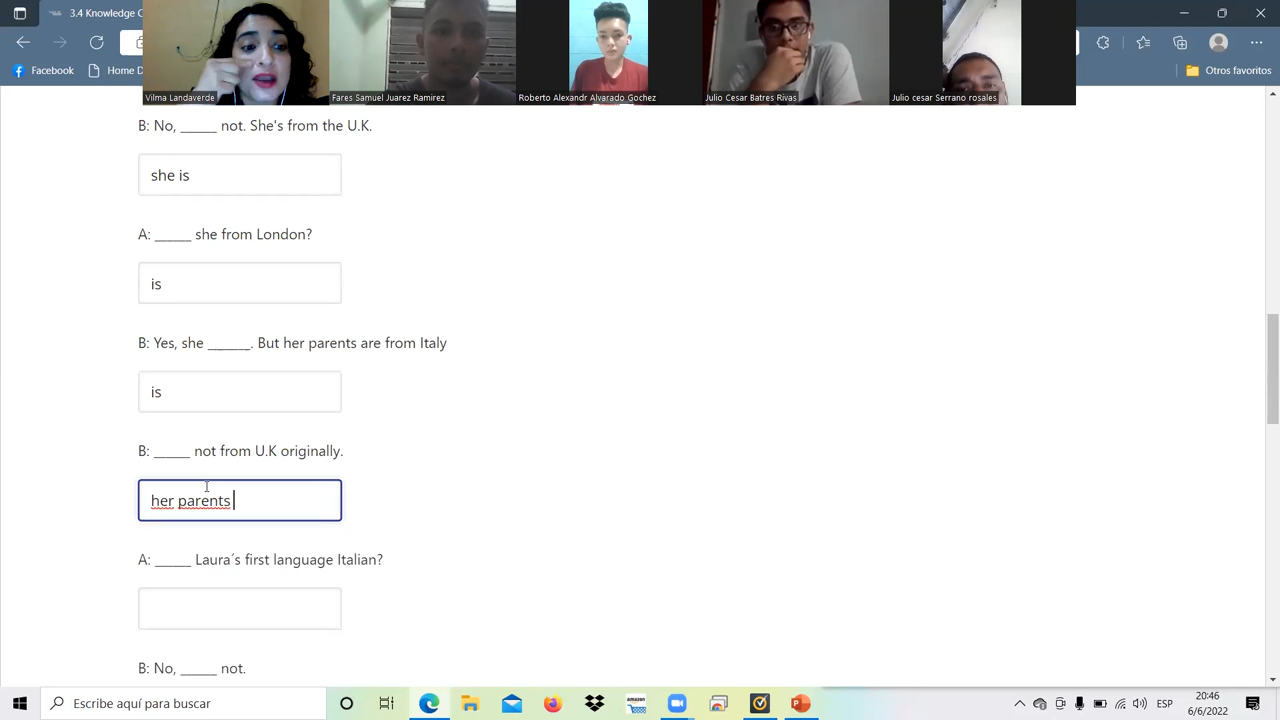 3.4 Knowledge
Facebook
Home D
Otros favoritos
Vilma Landaverde
Fares Samuel Juarez Ramirez
Roberto Alexandr Alvarado Gochez
Julio Cesar Batres Rivas
Julio cesar Serrano rosales
B: No, _____ not. She's from the U.K.
she is
A: _____ she from London?
is
B: Yes, she ______. But her parents are from Italy
is
B: _____ not from U.K originally.
her parents
A: _____ Laura´s first language Italian?
B: No, _____ not.
Escribe aquí para buscar
amazon
ESP
20:46
6/06/2022